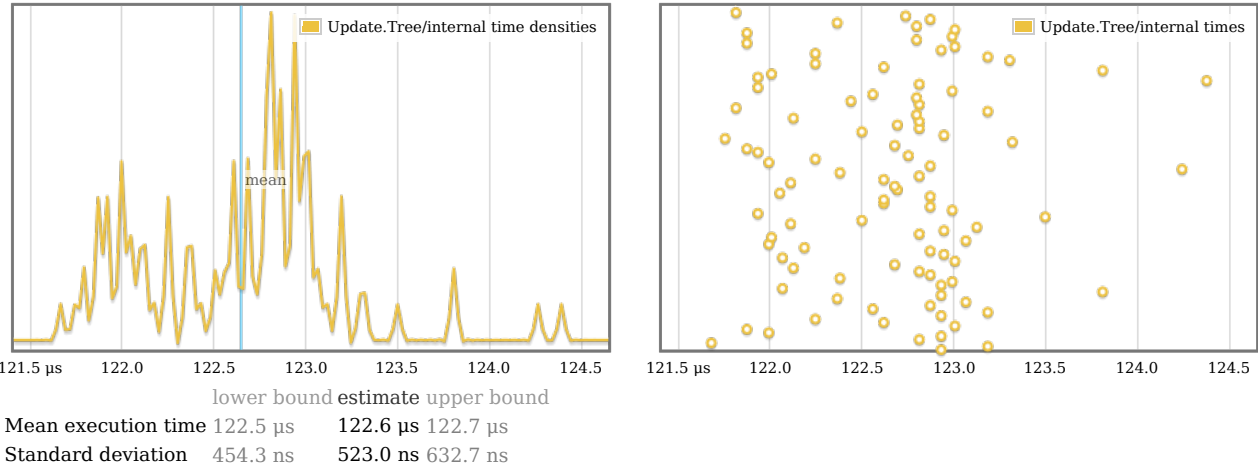 Update.Tree/internal time densities
mean
121.5 µs 122.0 122.5 123.0 123.5 124.0 124.5
Update.Tree/internal times
121.5 µs 122.0 122.5 123.0 123.5 124.0 124.5
lower bound estimate upper bound
Mean execution time 122.5 µs 122.6 µs 122.7 µs
Standard deviation 454.3 ns 523.0 ns 632.7 ns